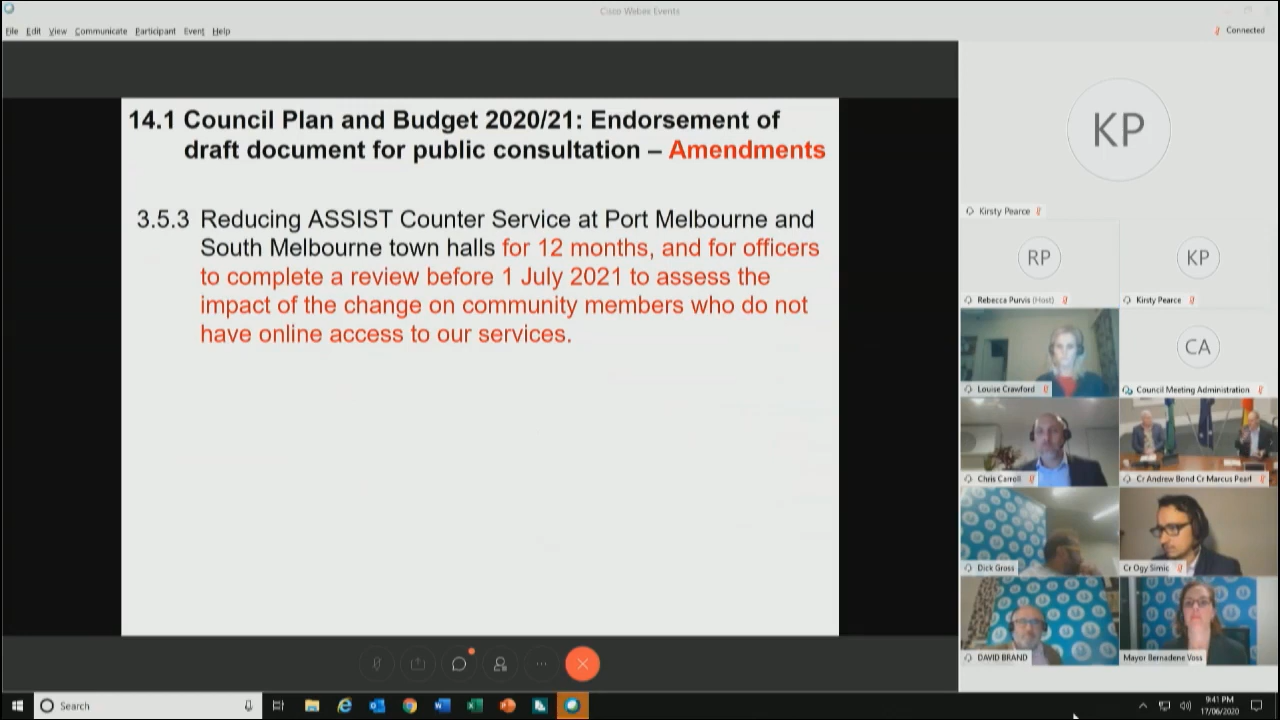 Cisco Webex Events
File Edit View Communicate Participant Event Help
Connected
14.1 Council Plan and Budget 2020/21: Endorsement of
draft document for public consultation – Amendments
3.5.3 Reducing ASSIST Counter Service at Port Melbourne and
South Melbourne town halls for 12 months, and for officers
to complete a review before 1 July 2021 to assess the
impact of the change on community members who do not
have online access to our services.
KP
Kirsty Pearce
RP
KP
Rebecca Purvis (Host)
Kirsty Pearce
CA
Louise Crawford
Council Meeting Administration
Chris Carroll
Cr Andrew Bond Cr Marcus Pearl
Dick Gross
Cr Ogy Simic
DAVID BRAND
Mayor Bernadene Voss
Search
9:41 PM
17/06/2020